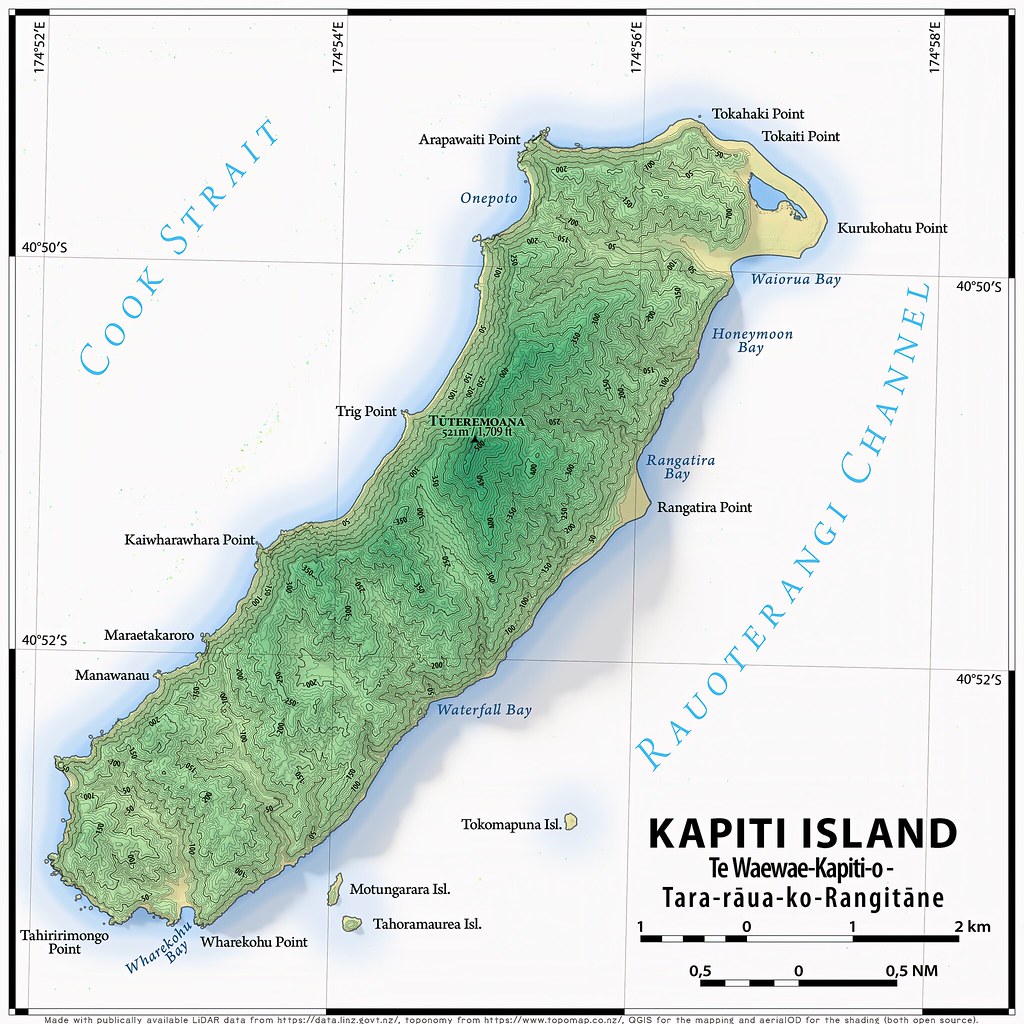 174°52'E
174°54'E
174°56'E
174°58'E
Tokahaki Point
Tokaiti Point
Arapawaiti Point
Onepoto
COOK STRAIT
Kurukohatu Point
40°50'S
Waiorua Bay
40°50'S
Honeymoon
Bay
Trig Point
TŪTEREMOANA
521m / 1,709 ft
Rangatira
Bay
Rangatira Point
RAUOTERANGI CHANNEL
Kaiwharawhara Point
Maraetakaroro
40°52'S
Manawanau
40°52'S
Waterfall Bay
Tokomapuna Isl.
KAPITI ISLAND
Te Waewae-Kapiti-o -
Tara-rāua-ko-Rangitāne
Motungarara Isl.
Tahoramaurea Isl.
Tahiririmongo
Point
Wharekohu
Bay
Wharekohu Point
1 0 1 2 km
0,5 0 0,5 NM
Made with publically available LiDAR data from https://data.linz.govt.nz/, toponomy from https://www.topomap.co.nz/, QGIS for the mapping and aerialOD for the shading (both open source).